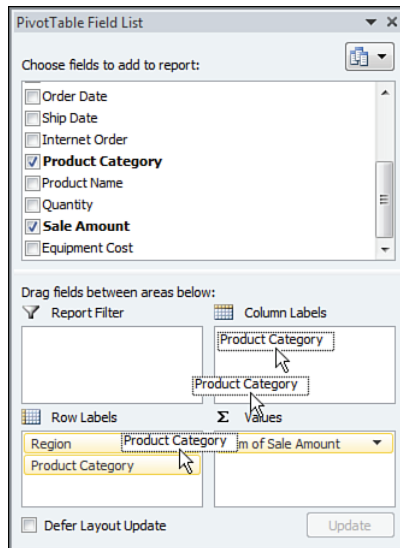 PivotTable Field List
Choose fields to add to report:
Order Date
Ship Date
Internet Order
Product Category
Product Name
Quantity
Sale Amount
Equipment Cost
Drag fields between areas below:
Report Filter
Column Labels
Product Category
Product Category
Row Labels
Σ Values
Region
Product Category
m of Sale Amount
Product Category
Defer Layout Update
Update